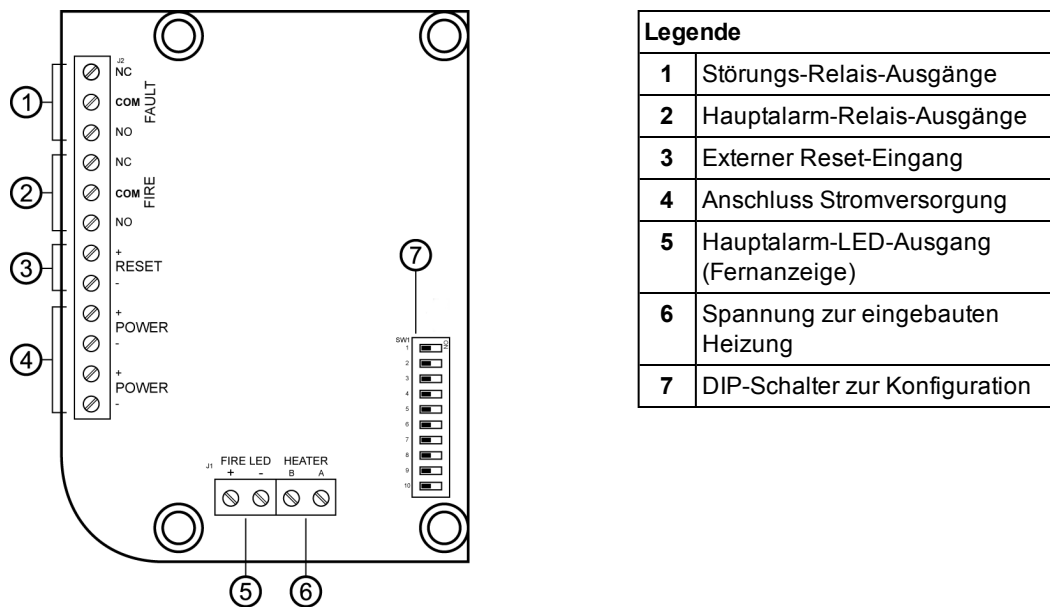 J2
NC
COM
NO
FAULT
1
NC
COM
NO
FIRE
2
+
RESET
-
3
+
POWER
-
+
POWER
-
4
7
SW1
ON
1
2
3
4
5
6
7
8
9
10
J1 FIRE LED HEATER
+ - B A
5 6
Legende
1 Störungs-Relais-Ausgänge
2 Hauptalarm-Relais-Ausgänge
3 Externer Reset-Eingang
4 Anschluss Stromversorgung
5 Hauptalarm-LED-Ausgang
(Fernanzeige)
6 Spannung zur eingebauten
Heizung
7 DIP-Schalter zur Konfiguration